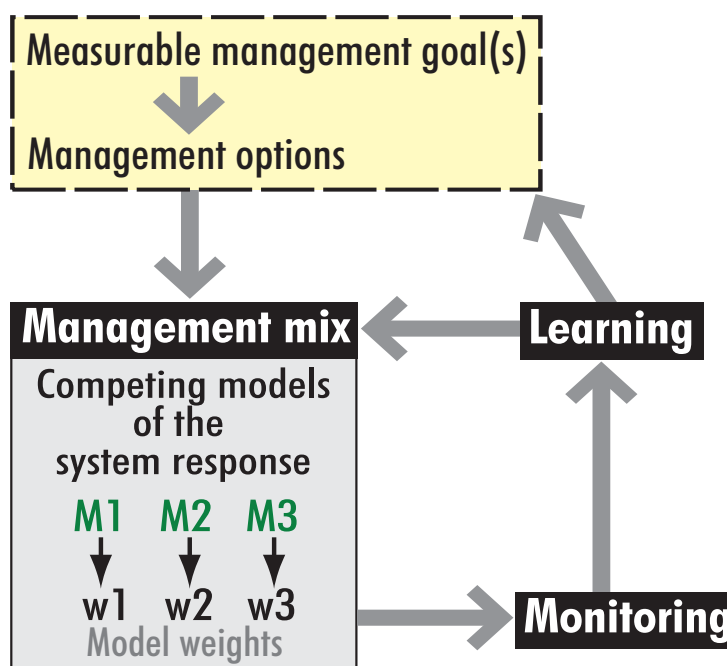 Measurable management goal(s)
Management options
Management mix
Learning
Competing models
of the
system response
M1 M2 M3
w1 w2 w3
Model weights
Monitoring